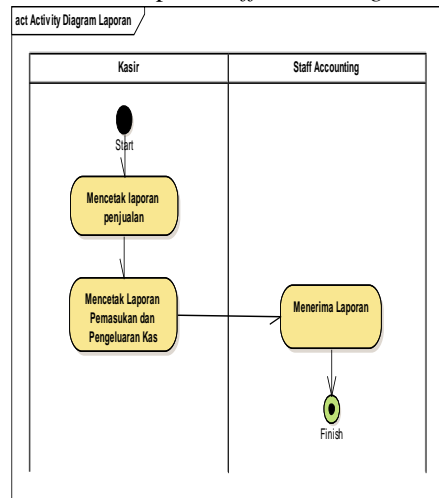 act Activity Diagram Laporan
Kasir
Staff Accounting
Start
Mencetak laporan
penjualan
Mencetak Laporan
Pemasukan dan
Pengeluaran Kas
Menerima Laporan
Finish